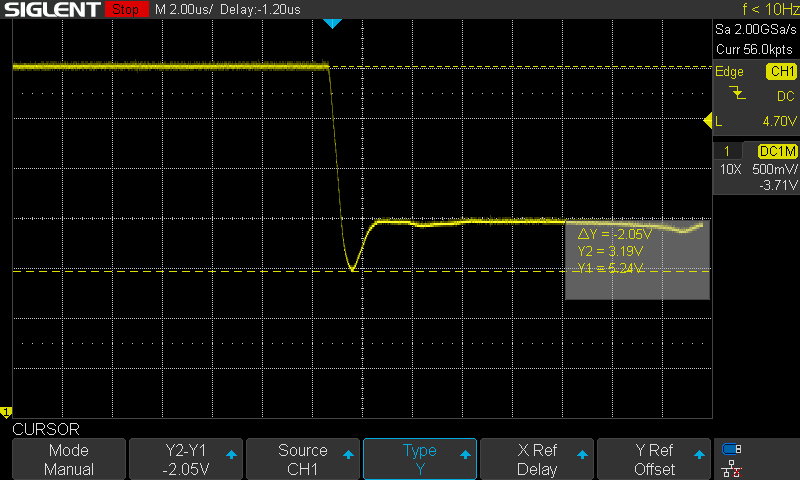 SIGLENT Stop M 2.00us/ Delay:-1.20us f < 10Hz
Sa 2.00GSa/s
Curr 56.0kpts
Edge CH1
DC
L 4.70V
1 DC1M
10X 500mV/
-3.71V
△Y = -2.05V
Y2 = 3.19V
Y1 = 5.24V
1
CURSOR
Mode
Manual
Y2-Y1
-2.05V
Source
CH1
Type
Y
X Ref
Delay
Y Ref
Offset